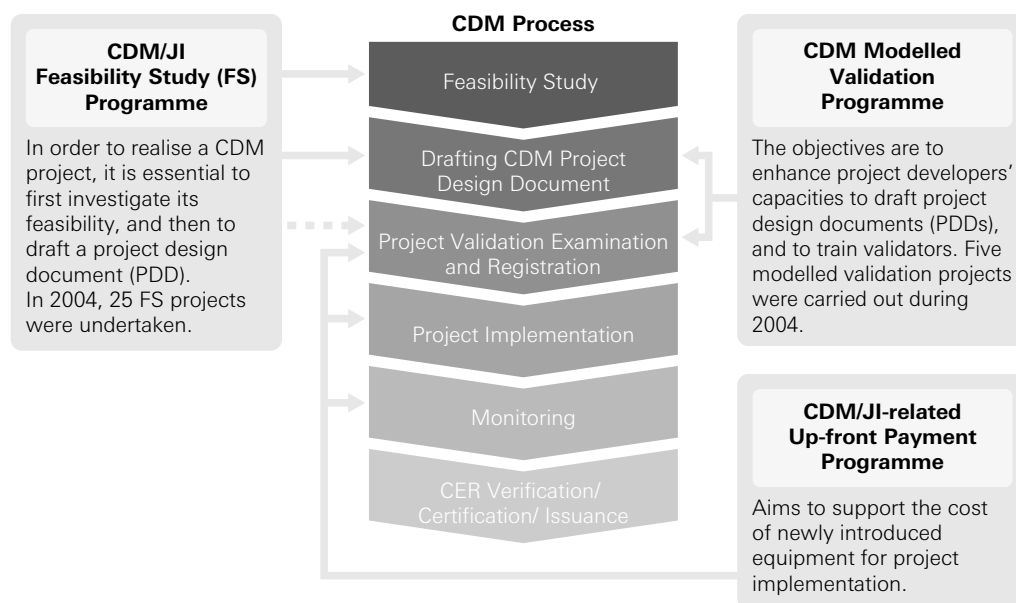 CDM Process
CDM/JI
Feasibility Study (FS)
Programme
In order to realise a CDM
project, it is essential to
first investigate its
feasibility, and then to
draft a project design
document (PDD).
In 2004, 25 FS projects
were undertaken.
Feasibility Study
Drafting CDM Project
Design Document
Project Validation Examination
and Registration
Project Implementation
Monitoring
CER Verification/
Certification/ Issuance
CDM Modelled
Validation
Programme
The objectives are to
enhance project developers’
capacities to draft project
design documents (PDDs),
and to train validators. Five
modelled validation projects
were carried out during
2004.
CDM/JI-related
Up-front Payment
Programme
Aims to support the cost
of newly introduced
equipment for project
implementation.